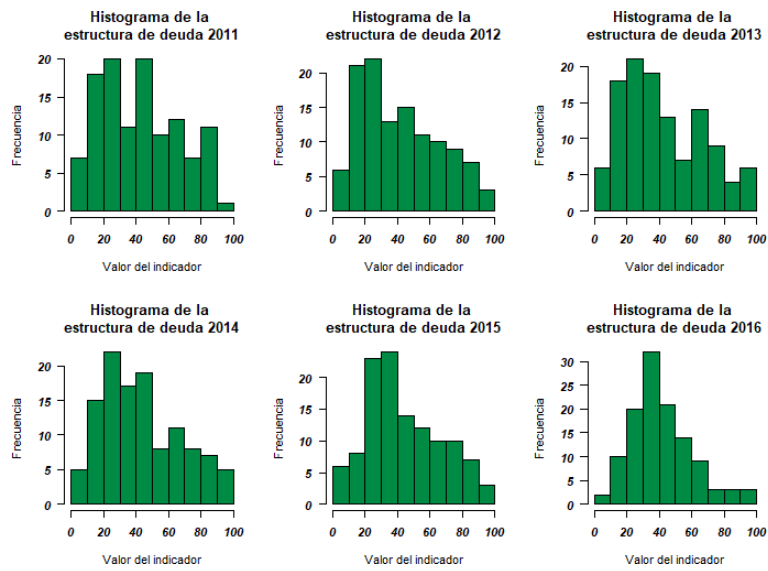 Histograma de la
estructura de deuda 2011
Frecuencia
20
15
10
5
0
0 20 40 60 80 100
Valor del indicador
Histograma de la
estructura de deuda 2012
Frecuencia
20
15
10
5
0
0 20 40 60 80 100
Valor del indicador
Histograma de la
estructura de deuda 2013
Frecuencia
20
15
10
5
0
0 20 40 60 80 100
Valor del indicador
Histograma de la
estructura de deuda 2014
Frecuencia
20
15
10
5
0
0 20 40 60 80 100
Valor del indicador
Histograma de la
estructura de deuda 2015
Frecuencia
20
15
10
5
0
0 20 40 60 80 100
Valor del indicador
Histograma de la
estructura de deuda 2016
Frecuencia
30
25
20
15
10
5
0
0 20 40 60 80 100
Valor del indicador